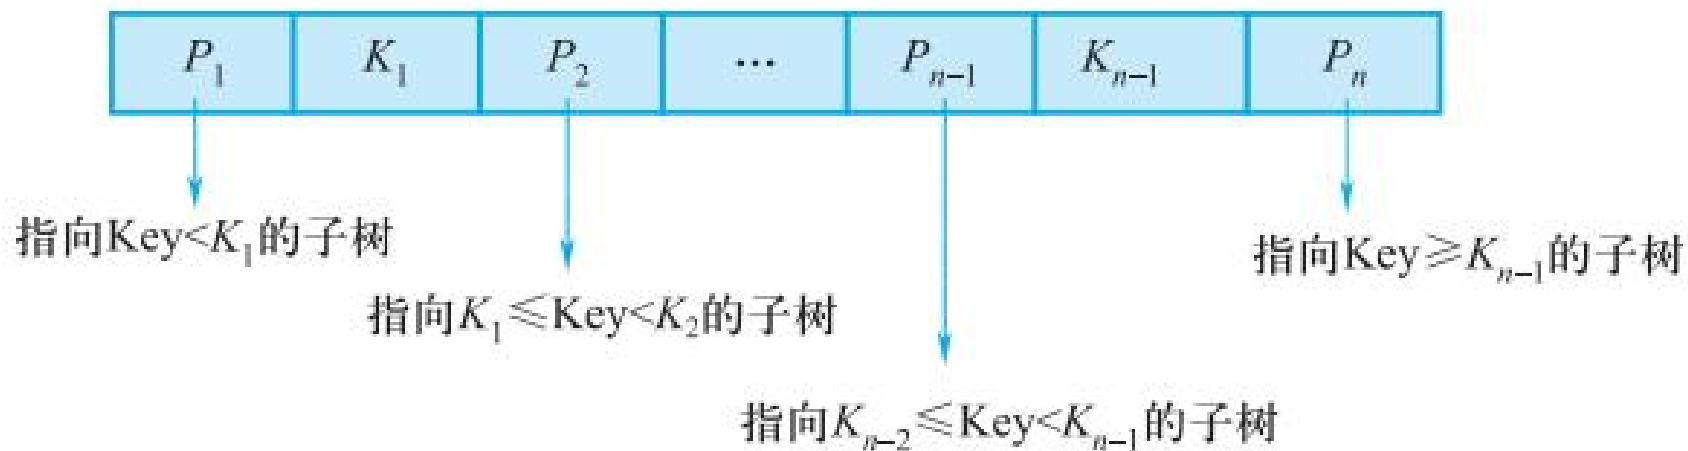 P₁ K₁ P₂ ... Pₙ₋₁ Kₙ₋₁ Pₙ
指向Key<K₁的子树
指向Key≥Kₙ₋₁的子树
指向K₁≤Key<K₂的子树
指向Kₙ₋₂≤Key<Kₙ₋₁的子树